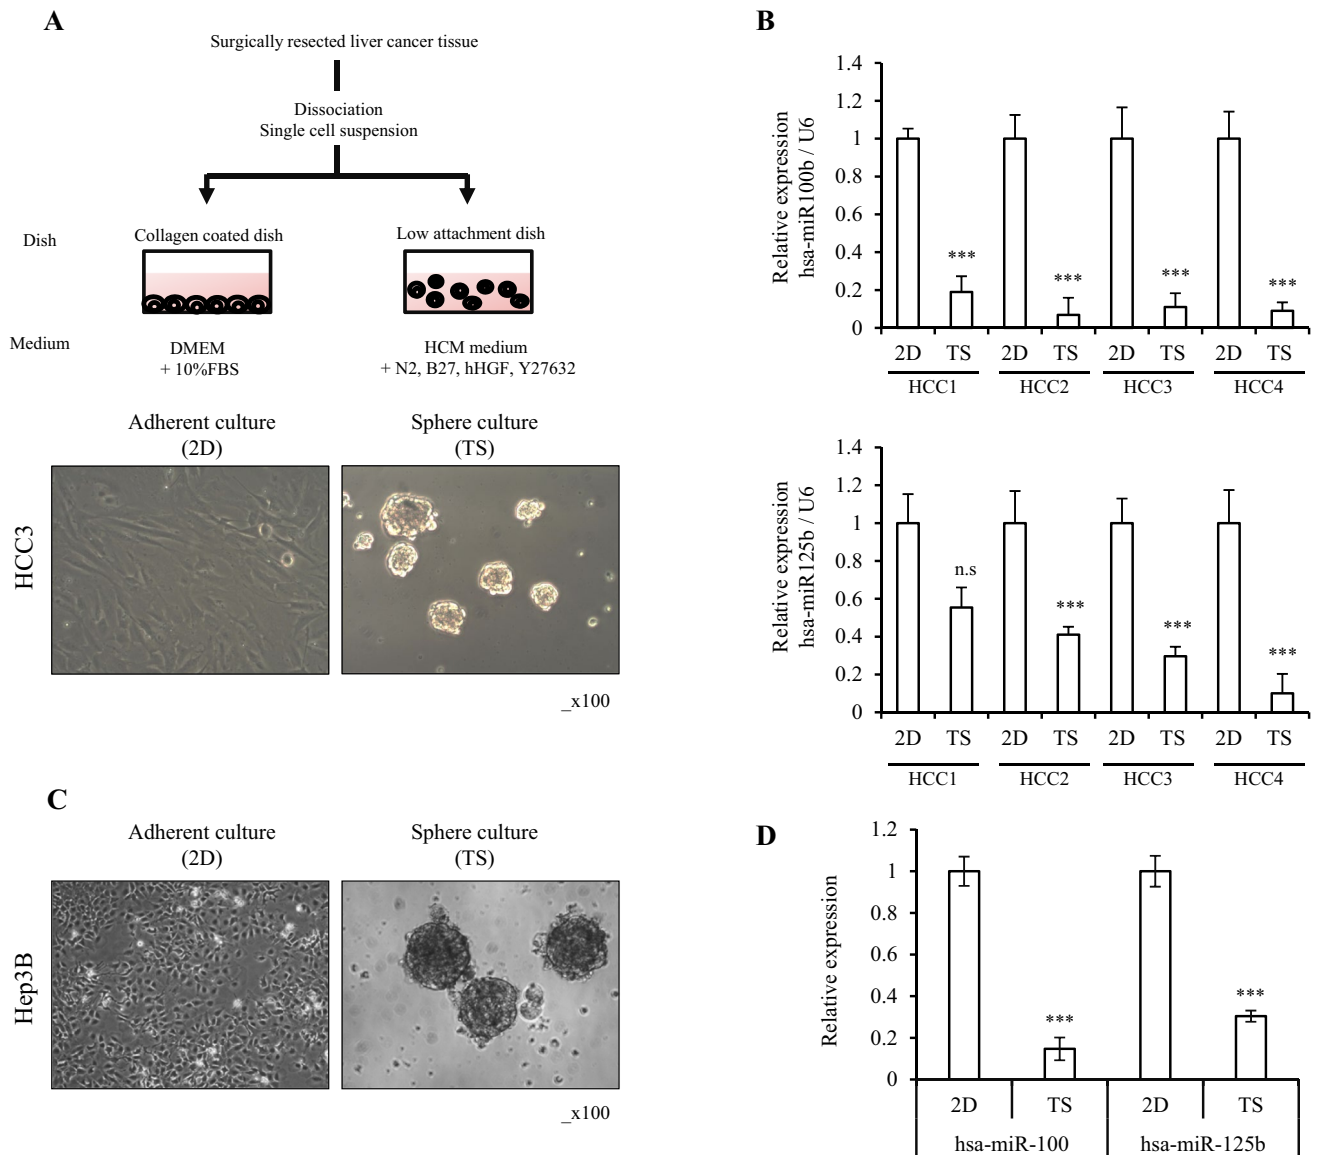 A
Surgically resected liver cancer tissue
Dissociation
Single cell suspension
Dish
Collagen coated dish
Low attachment dish
Medium
DMEM
+ 10%FBS
HCM medium
+ N2, B27, hHGF, Y27632
Adherent culture
(2D)
Sphere culture
(TS)
HCC3
_x100
B
Relative expression
hsa-miR100b / U6
1.4
1.2
1
0.8
0.6
0.4
0.2
0
***
***
***
***
2D TS 2D TS 2D TS 2D TS
HCC1 HCC2 HCC3 HCC4
Relative expression
hsa-miR125b / U6
1.4
1.2
1
0.8
0.6
0.4
0.2
0
n.s
***
***
***
2D TS 2D TS 2D TS 2D TS
HCC1 HCC2 HCC3 HCC4
C
Adherent culture
(2D)
Sphere culture
(TS)
Hep3B
_x100
D
Relative expression
1.2
1
0.8
0.6
0.4
0.2
0
***
***
2D TS 2D TS
hsa-miR-100 hsa-miR-125b